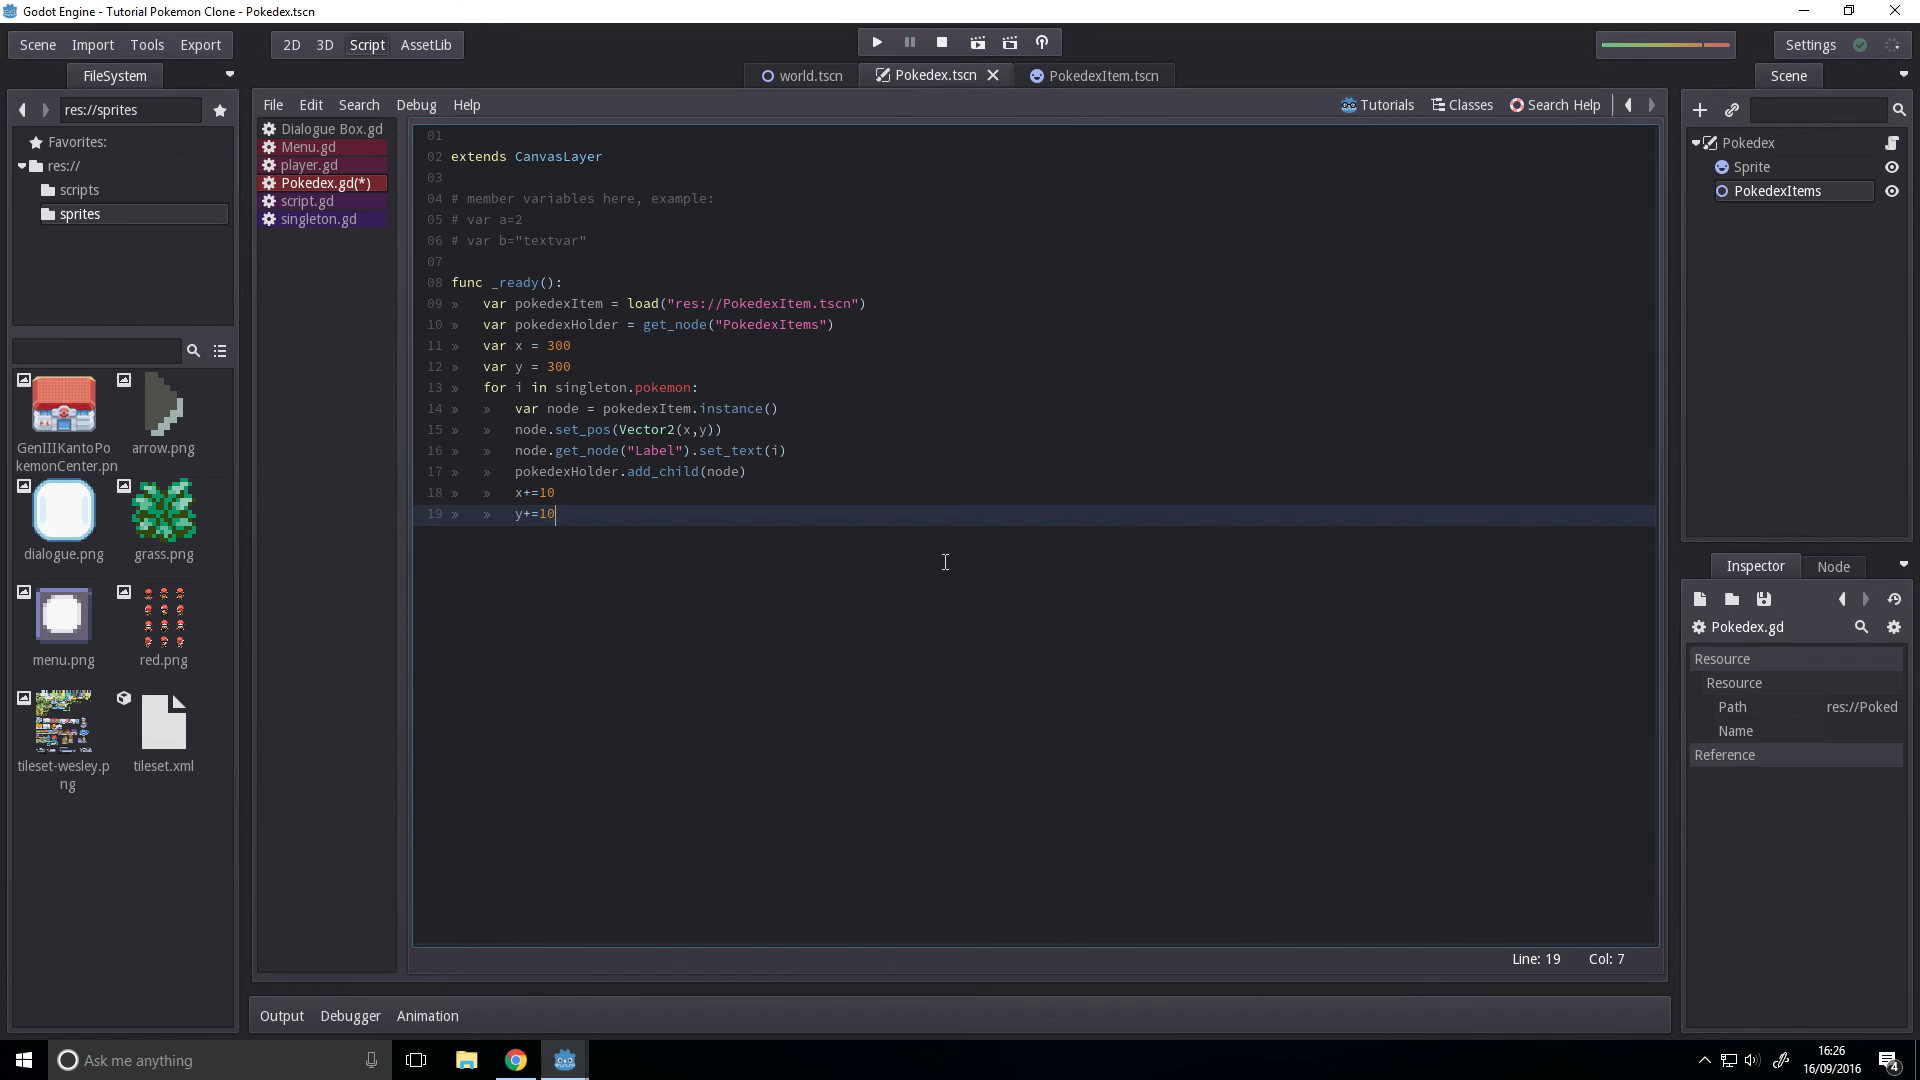 Godot Engine - Tutorial Pokemon Clone - Pokedex.tscn
Scene Import Tools Export
2D 3D Script AssetLib
Settings
FileSystem
res://sprites
Favorites:
res://
scripts
sprites
GenIIIKantoPo
kemonCenter.pn
arrow.png
dialogue.png
grass.png
menu.png
red.png
tileset-wesley.p
ng
tileset.xml
world.tscn
Pokedex.tscn
PokedexItem.tscn
File Edit Search Debug Help
Tutorials Classes Search Help
Dialogue Box.gd
Menu.gd
player.gd
Pokedex.gd(*)
script.gd
singleton.gd
01
02 extends CanvasLayer
03
04 # member variables here, example:
05 # var a=2
06 # var b="textvar"
07
08 func _ready():
09 » var pokedexItem = load("res://PokedexItem.tscn")
10 » var pokedexHolder = get_node("PokedexItems")
11 » var x = 300
12 » var y = 300
13 » for i in singleton.pokemon:
14 » » var node = pokedexItem.instance()
15 » » node.set_pos(Vector2(x,y))
16 » » node.get_node("Label").set_text(i)
17 » » pokedexHolder.add_child(node)
18 » » x+=10
19 » » y+=10
Line: 19 Col: 7
Output Debugger Animation
Scene
Pokedex
Sprite
PokedexItems
Inspector Node
Pokedex.gd
Resource
Resource
Path res://Poked
Name
Reference
Ask me anything
16:26
16/09/2016
4